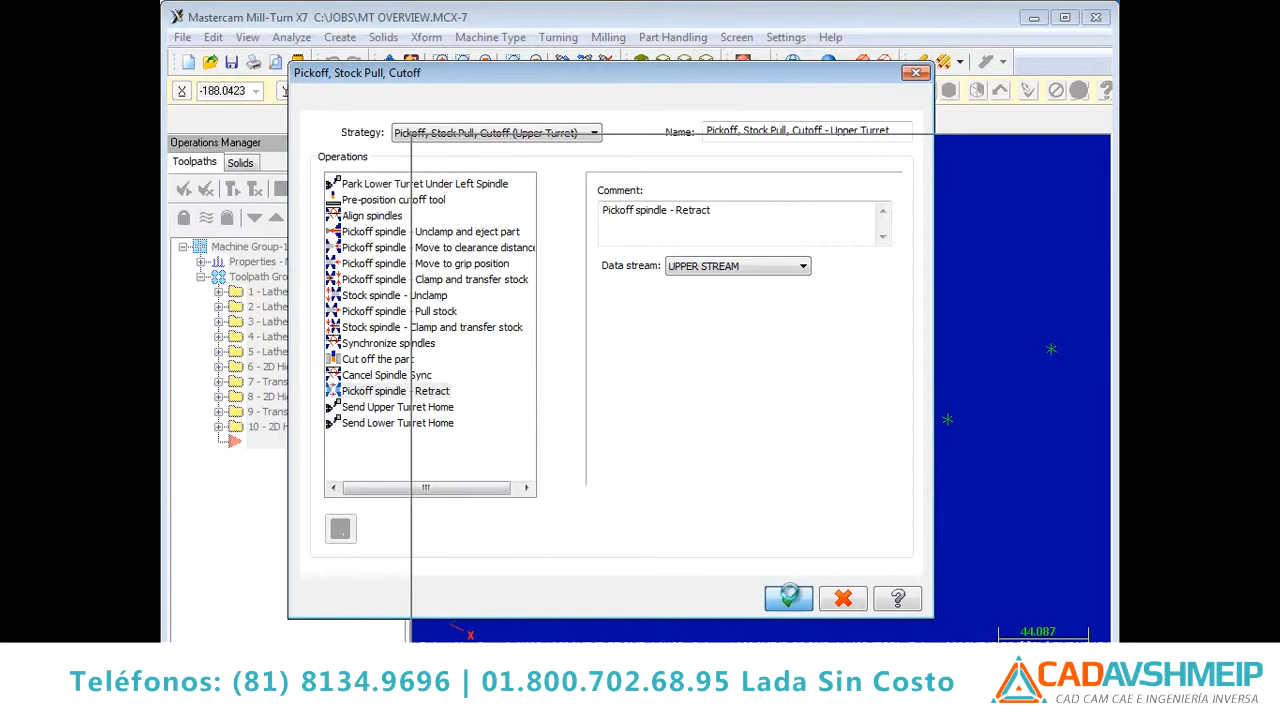 Mastercam Mill-Turn X7 C:\JOBS\MT OVERVIEW.MCX-7
File Edit View Analyze Create Solids Xform Machine Type Turning Milling Part Handling Screen Settings Help
Pickoff, Stock Pull, Cutoff
-188.0423
Strategy: Pickoff, Stock Pull, Cutoff (Upper Turret) Name: Pickoff, Stock Pull, Cutoff - Upper Turret
Operations Manager
Toolpaths Solids
Operations
Park Lower Turret Under Left Spindle
Pre-position cutoff tool
Align spindles
Pickoff spindle - Unclamp and eject part
Pickoff spindle - Move to clearance distance
Pickoff spindle - Move to grip position
Pickoff spindle - Clamp and transfer stock
Stock spindle - Unclamp
Pickoff spindle - Pull stock
Stock spindle - Clamp and transfer stock
Synchronize spindles
Cut off the part
Cancel Spindle Sync
Pickoff spindle - Retract
Send Upper Turret Home
Send Lower Turret Home
Comment:
Pickoff spindle - Retract
Data stream: UPPER STREAM
Machine Group-1
Properties -
Toolpath Gro
1 - Lathe
2 - Lathe
3 - Lathe
4 - Lathe
5 - Lathe
6 - 2D Hi
7 - Trans
8 - 2D Hi
9 - Trans
10 - 2D H
X
44.087
Teléfonos: (81) 8134.9696 | 01.800.702.68.95 Lada Sin Costo
CADAVSHMEIP
CAD CAM CAE E INGENIERÍA INVERSA